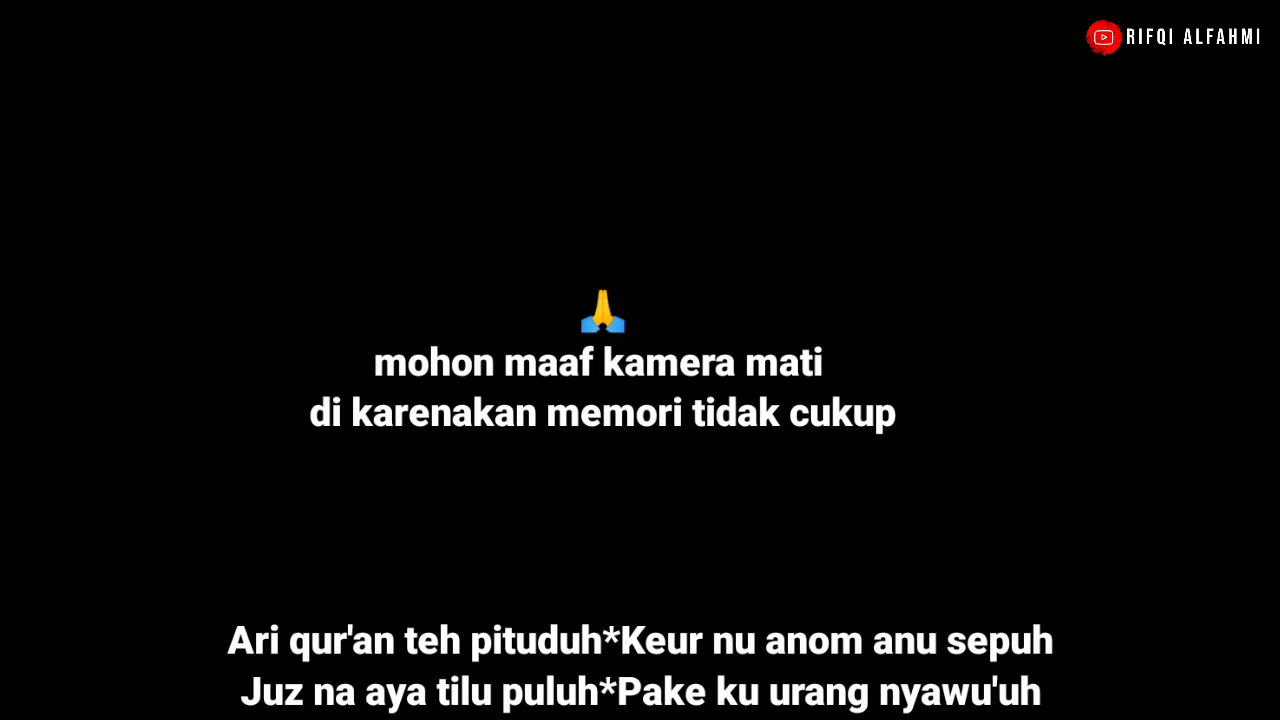 RIFQI ALFAHMI
🙏
mohon maaf kamera mati
di karenakan memori tidak cukup
Ari qur'an teh pituduh*Keur nu anom anu sepuh
Juz na aya tilu puluh*Pake ku urang nyawu'uh